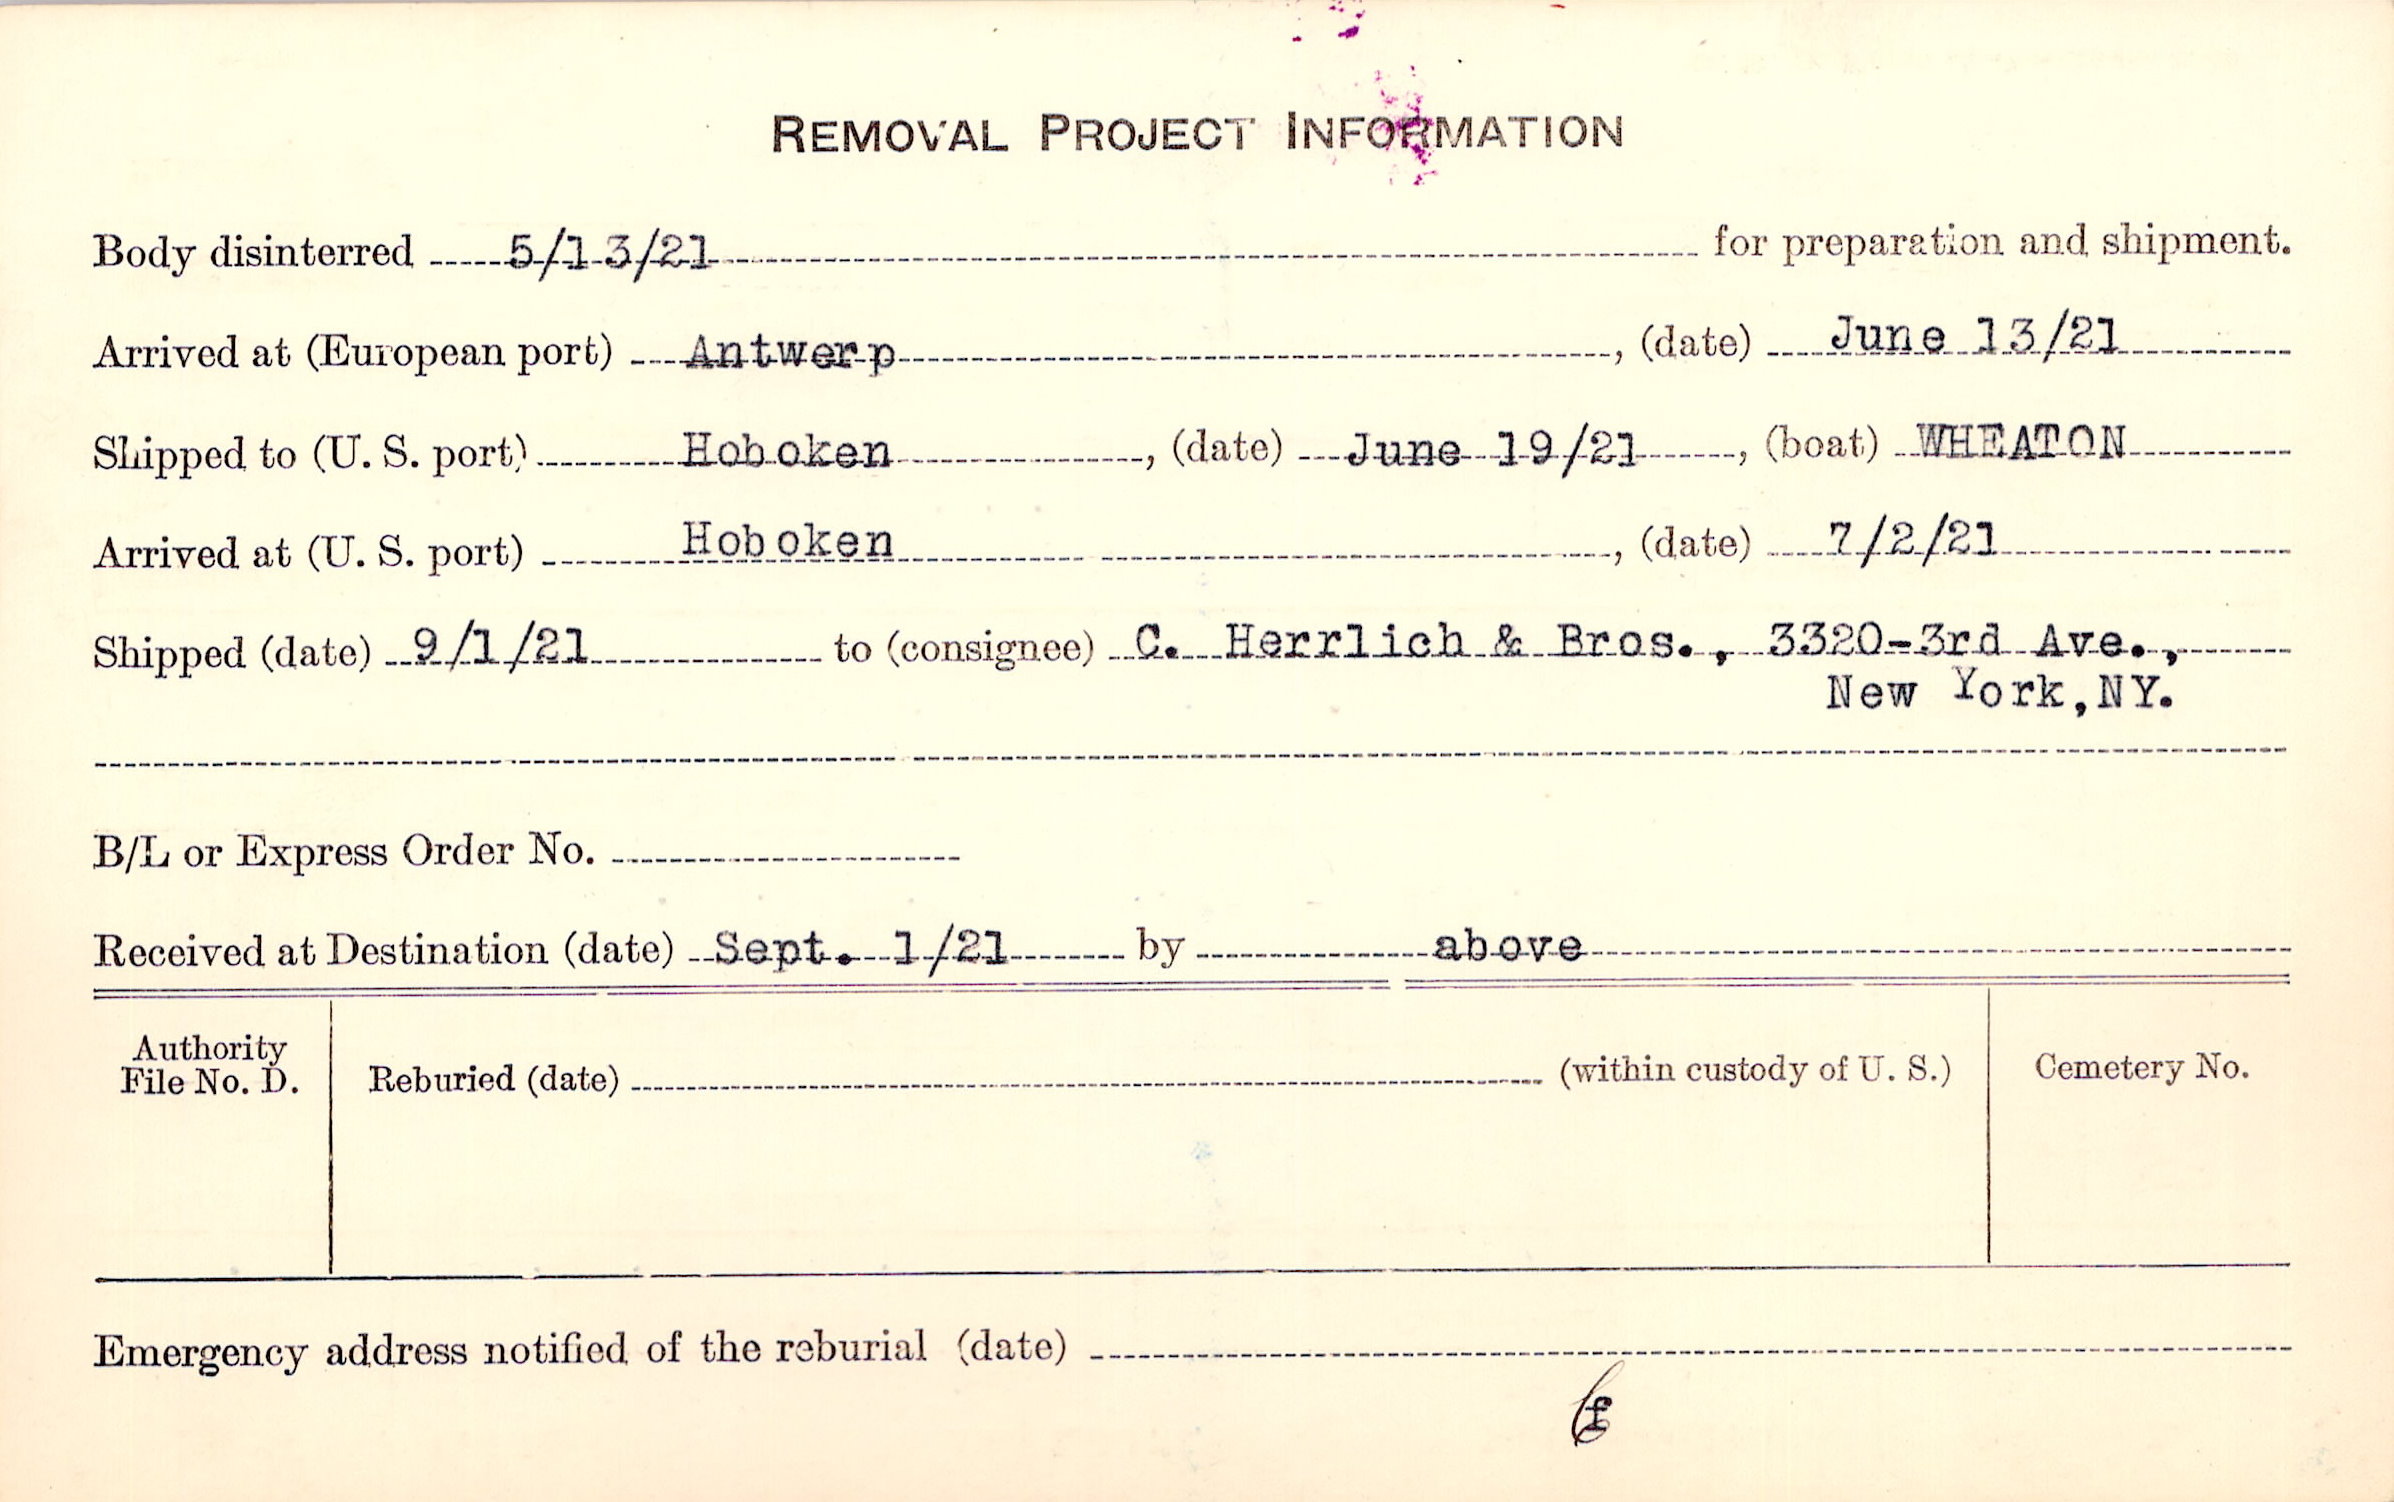 REMOVAL PROJECT INFORMATION
Body disinterred 5/13/21 for preparation and shipment.
Arrived at (European port) Antwerp, (date) June 13/21
Shipped to (U. S. port) Hoboken, (date) June 19/21, (boat) WHEATON
Arrived at (U. S. port) Hoboken, (date) 7/2/21
Shipped (date) 9/1/21 to (consignee) C. Herrlich & Bros., 3320-3rd Ave.,
New York,NY.
B/L or Express Order No.
Received at Destination (date) Sept. 1/21 by above
Authority
File No. D.
Reburied (date) (within custody of U. S.)
Cemetery No.
Emergency address notified of the reburial (date)
f